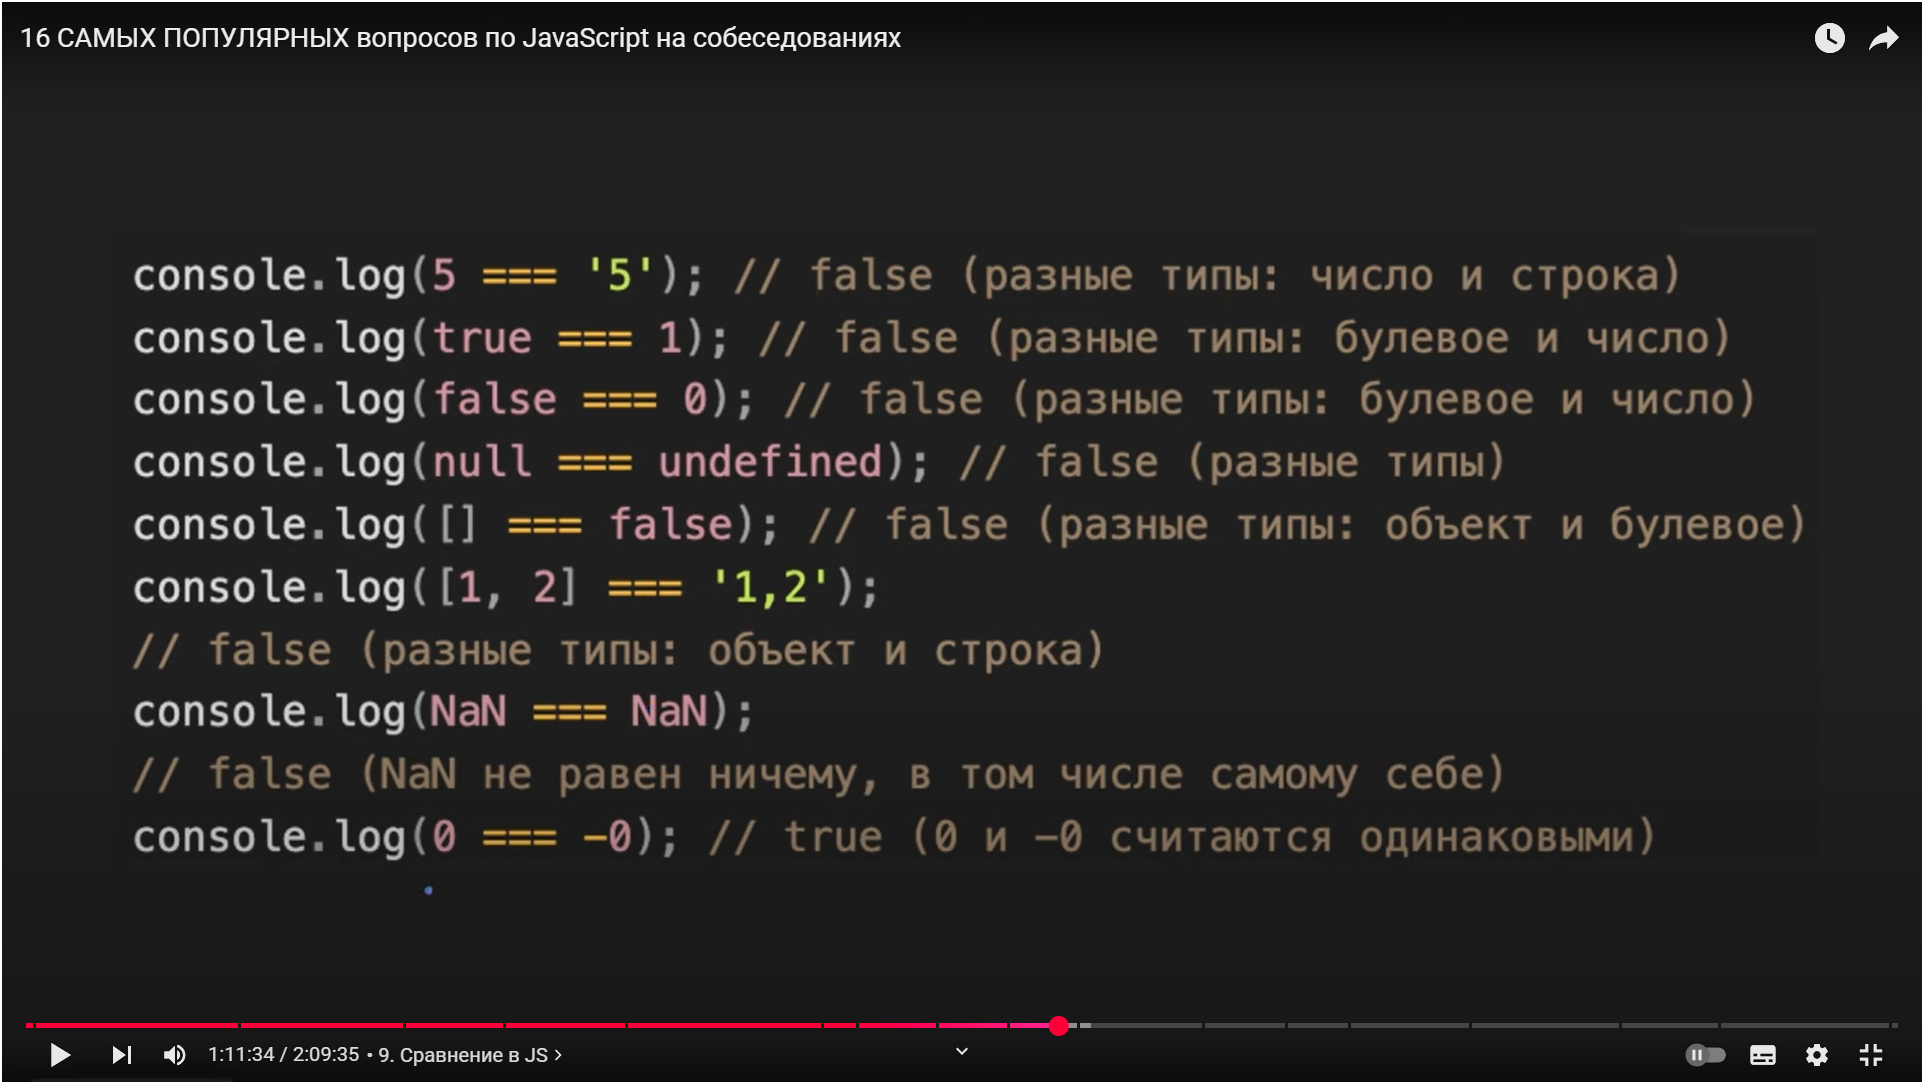 16 САМЫХ ПОПУЛЯРНЫХ вопросов по JavaScript на собеседованиях
console.log(5 === '5'); // false (разные типы: число и строка)
console.log(true === 1); // false (разные типы: булевое и число)
console.log(false === 0); // false (разные типы: булевое и число)
console.log(null === undefined); // false (разные типы)
console.log([] === false); // false (разные типы: объект и булевое)
console.log([1, 2] === '1,2');
// false (разные типы: объект и строка)
console.log(NaN === NaN);
// false (NaN не равен ничему, в том числе самому себе)
console.log(0 === -0); // true (0 и -0 считаются одинаковыми)
1:11:34 / 2:09:35 • 9. Сравнение в JS